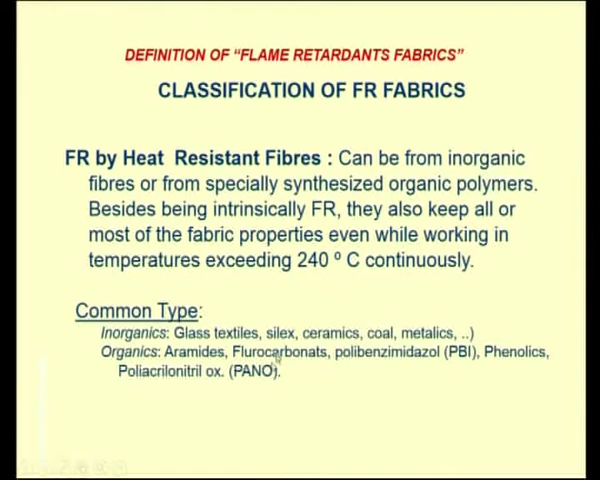 DEFINITION OF “FLAME RETARDANTS FABRICS”
CLASSIFICATION OF FR FABRICS
FR by Heat Resistant Fibres : Can be from inorganic
fibres or from specially synthesized organic polymers.
Besides being intrinsically FR, they also keep all or
most of the fabric properties even while working in
temperatures exceeding 240 º C continuously.
Common Type:
Inorganics: Glass textiles, silex, ceramics, coal, metalics, ..)
Organics: Aramides, Flurocarbonats, polibenzimidazol (PBI), Phenolics,
Poliacrilonitril ox. (PANO).